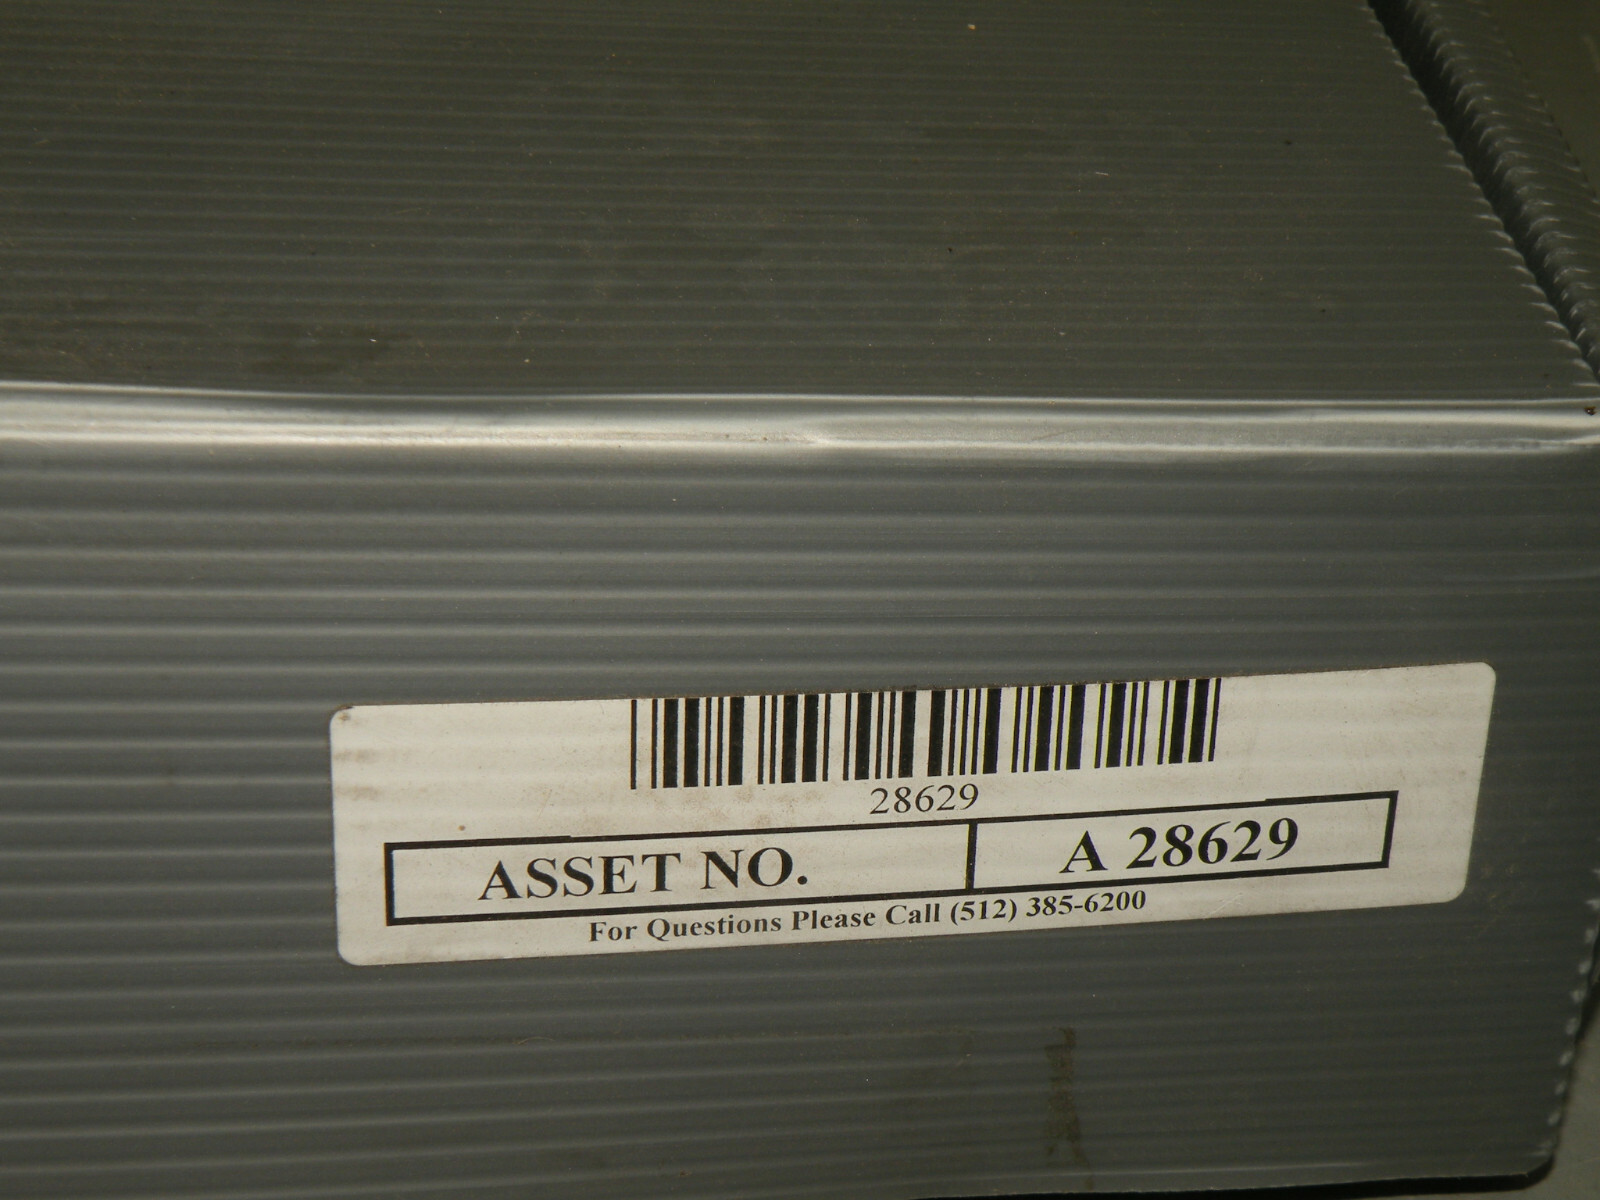 28629
ASSET NO. A 28629
For Questions Please Call (512) 385-6200